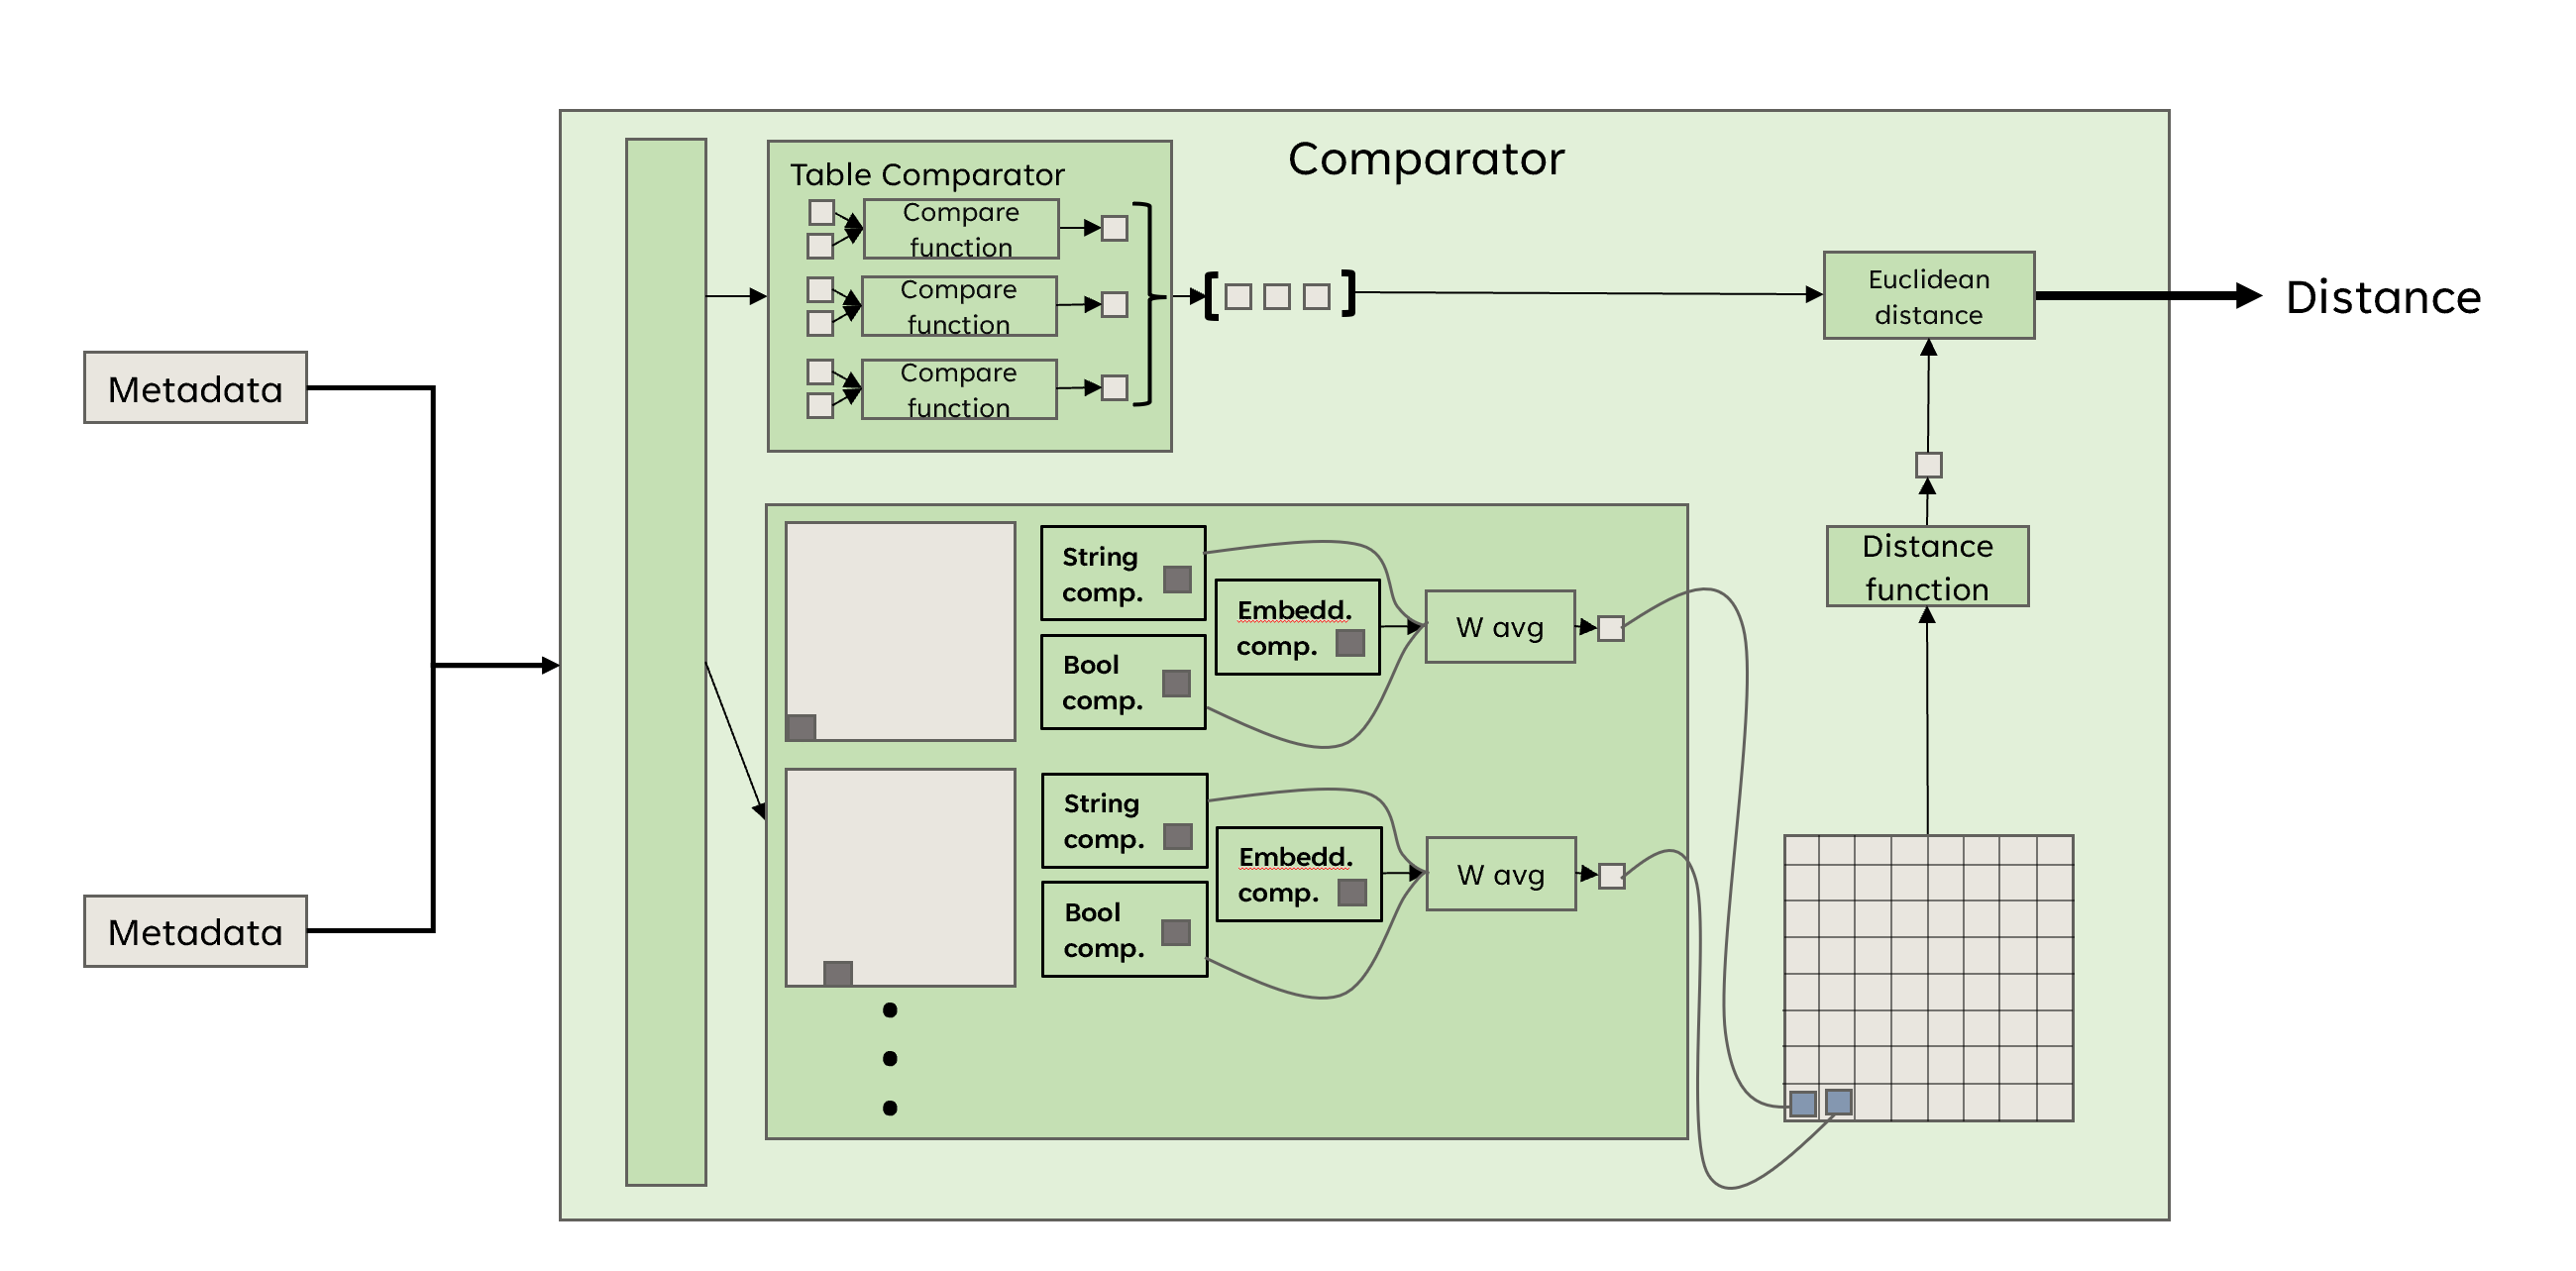 Comparator
Table Comparator
Compare
function
Compare
function
Compare
function
Euclidean
distance
Distance
Metadata
Metadata
String
comp.
Embedd.
comp.
Bool
comp.
W avg
Distance
function
String
comp.
Embedd.
comp.
Bool
comp.
W avg